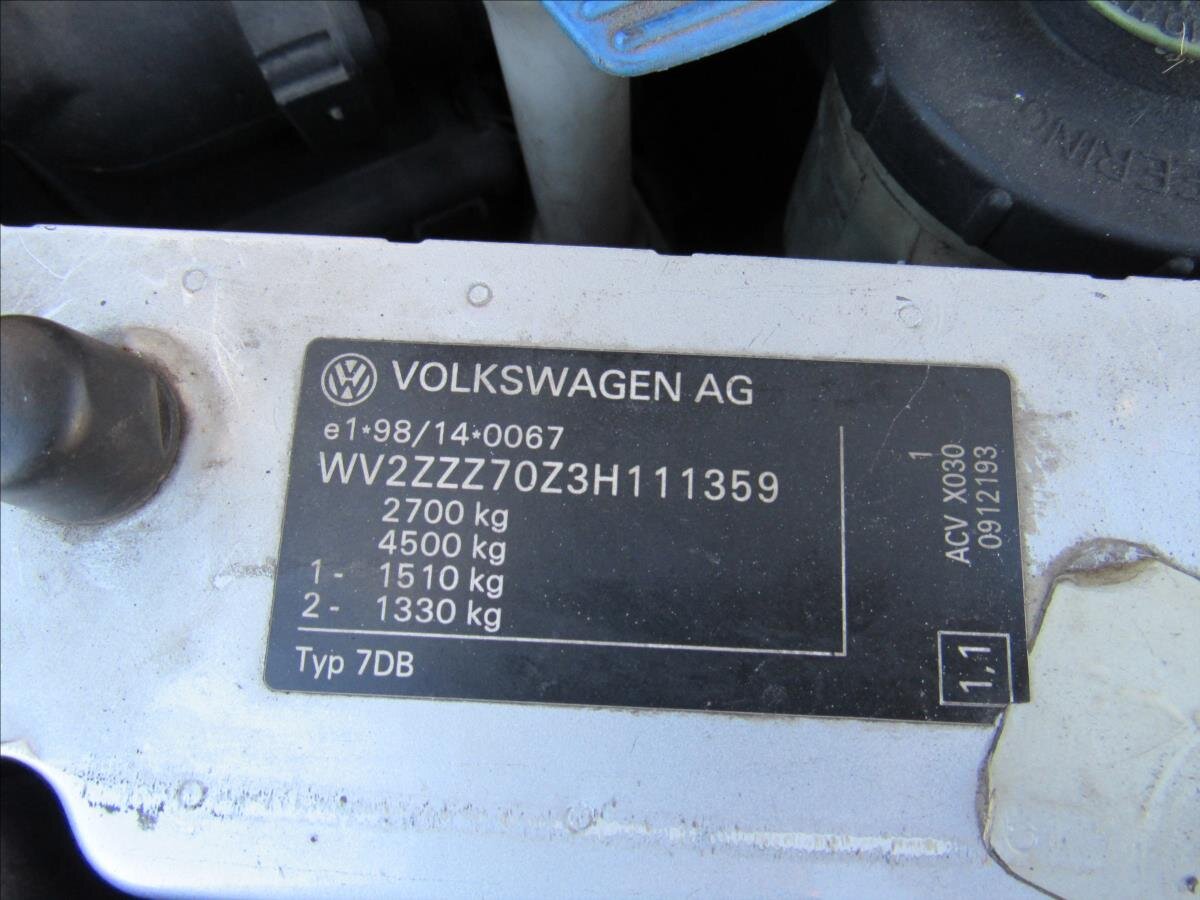 VOLKSWAGEN AG
e1*98/14*0067
WV2ZZZ70Z3H111359
2700 kg
4500 kg
1 - 1510 kg
2 - 1330 kg
Typ 7DB
1
ACV X030
0912193
1,1